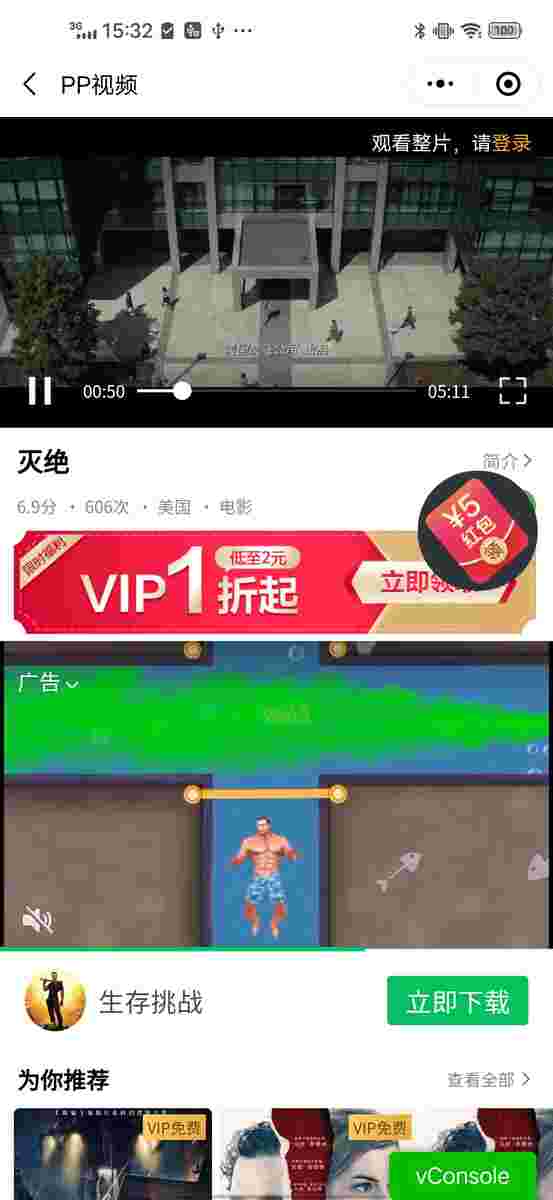 3G 15:32 100
PP视频
观看整片，请登录
00:50 05:11
灭绝
简介
6.9分 · 606次 · 美国 · 电影
¥5
红包
领
限时福利
VIP1折起
低至2元
立即领
广告
生存挑战
立即下载
为你推荐
查看全部
VIP免费
VIP免费
vConsole